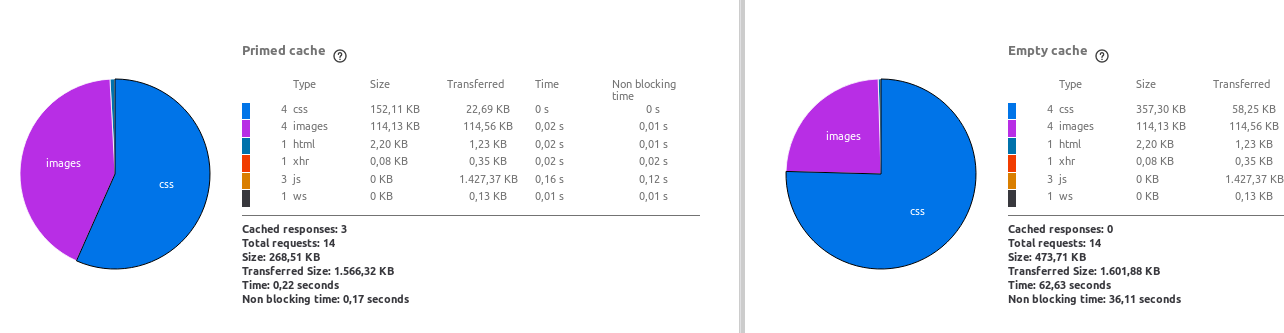 Primed cache ?
Type Size Transferred Time Non blocking
time
4 css 152,11 KB 22,69 KB 0 s 0 s
4 images 114,13 KB 114,56 KB 0,02 s 0,01 s
1 html 2,20 KB 1,23 KB 0,02 s 0,01 s
1 xhr 0,08 KB 0,35 KB 0,02 s 0,02 s
3 js 0 KB 1.427,37 KB 0,16 s 0,12 s
1 ws 0 KB 0,13 KB 0,01 s 0,01 s
images
css
Cached responses: 3
Total requests: 14
Size: 268,51 KB
Transferred Size: 1.566,32 KB
Time: 0,22 seconds
Non blocking time: 0,17 seconds
Empty cache ?
Type Size Transferred
4 css 357,30 KB 58,25 KB
4 images 114,13 KB 114,56 KB
1 html 2,20 KB 1,23 KB
1 xhr 0,08 KB 0,35 KB
3 js 0 KB 1.427,37 KB
1 ws 0 KB 0,13 KB
images
css
Cached responses: 0
Total requests: 14
Size: 473,71 KB
Transferred Size: 1.601,88 KB
Time: 62,63 seconds
Non blocking time: 36,11 seconds